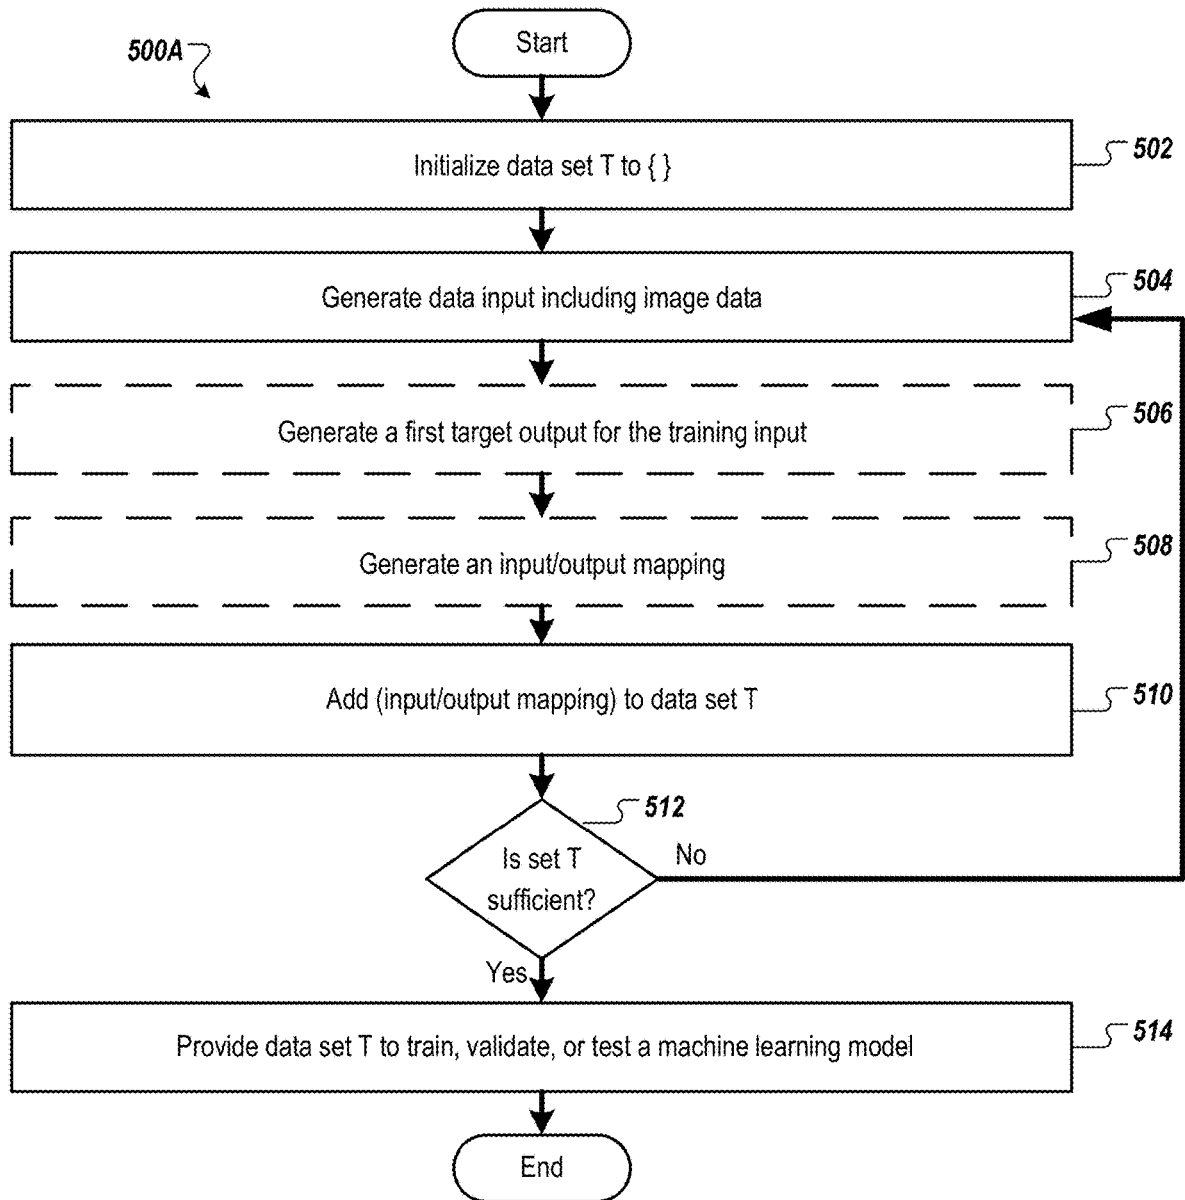 500A
Start
Initialize data set T to { }
502
Generate data input including image data
504
Generate a first target output for the training input
506
Generate an input/output mapping
508
Add (input/output mapping) to data set T
510
512
Is set T
sufficient?
No
Yes
Provide data set T to train, validate, or test a machine learning model
514
End